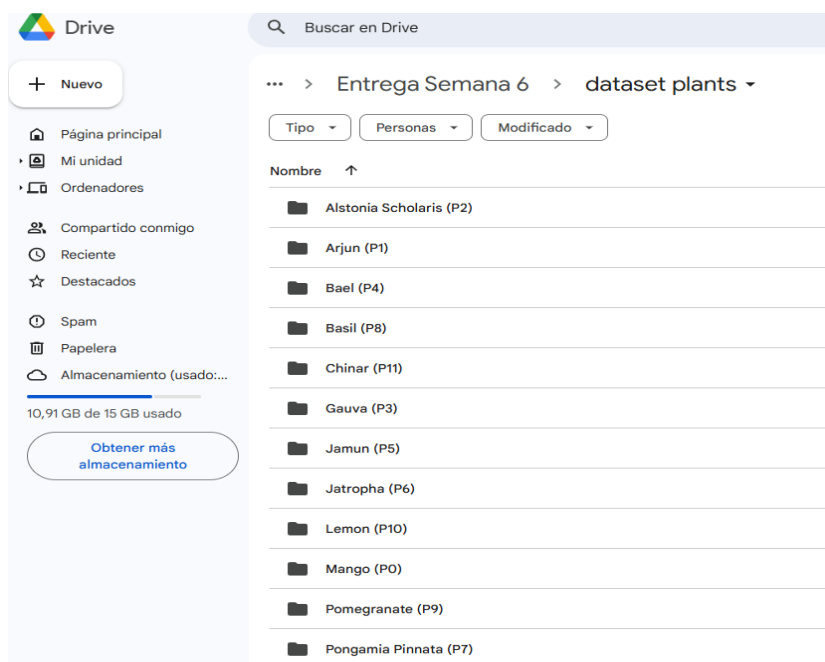 Drive
Buscar en Drive
Nuevo
... > Entrega Semana 6 > dataset plants
Tipo Personas Modificado
Página principal
Mi unidad
Ordenadores
Compartido conmigo
Reciente
Destacados
Spam
Papelera
Almacenamiento (usado:...
10,91 GB de 15 GB usado
Obtener más
almacenamiento
Nombre
Alstonia Scholaris (P2)
Arjun (P1)
Bael (P4)
Basil (P8)
Chinar (P11)
Gauva (P3)
Jamun (P5)
Jatropha (P6)
Lemon (P10)
Mango (P0)
Pomegranate (P9)
Pongamia Pinnata (P7)